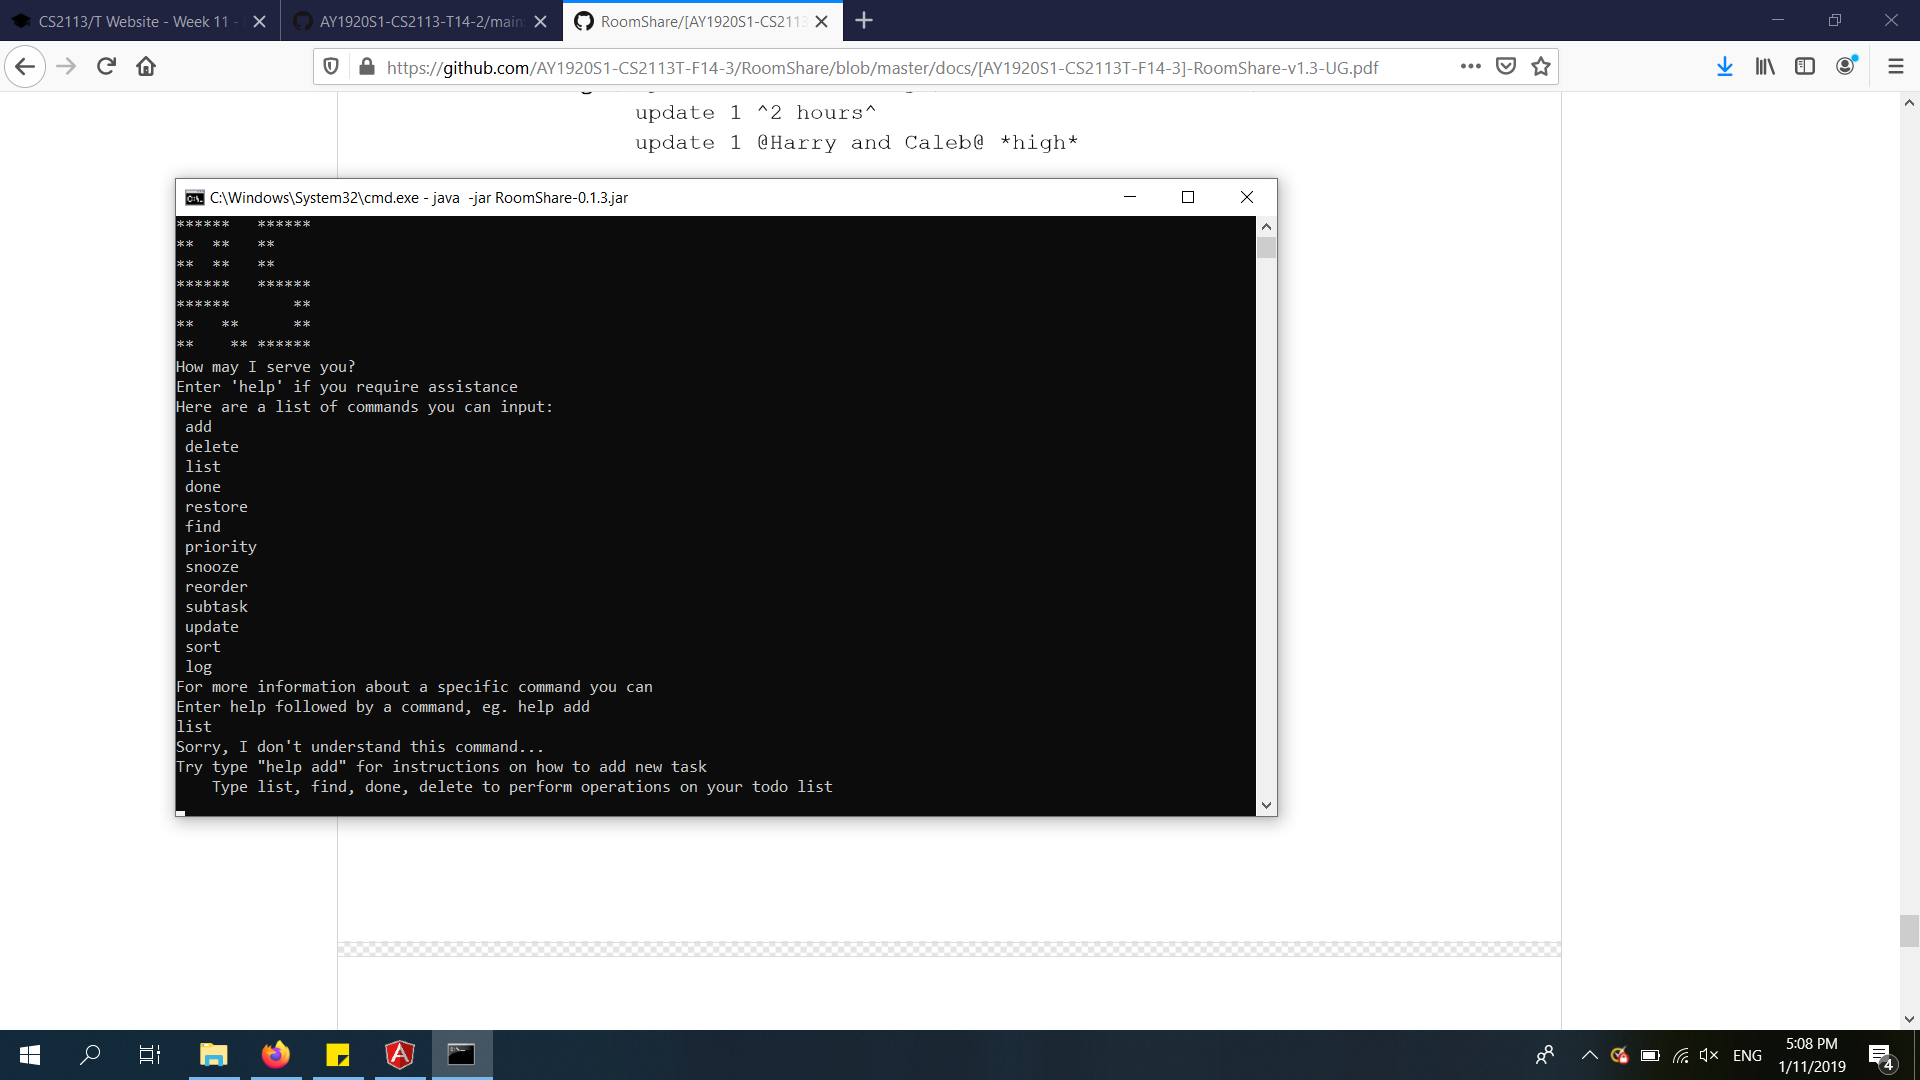 CS2113/T Website - Week 11 -
AY1920S1-CS2113-T14-2/main
RoomShare/[AY1920S1-CS2113
https://github.com/AY1920S1-CS2113T-F14-3/RoomShare/blob/master/docs/[AY1920S1-CS2113T-F14-3]-RoomShare-v1.3-UG.pdf
update 1 ^2 hours^
update 1 @Harry and Caleb@ *high*
C:\Windows\System32\cmd.exe - java  -jar RoomShare-0.1.3.jar
******   ******
**  **   **
**  **   **
******   ******
******       **
**   **      **
**    ** ******
How may I serve you?
Enter 'help' if you require assistance
Here are a list of commands you can input:
add
delete
list
done
restore
find
priority
snooze
reorder
subtask
update
sort
log
For more information about a specific command you can
Enter help followed by a command, eg. help add
list
Sorry, I don't understand this command...
Try type "help add" for instructions on how to add new task
Type list, find, done, delete to perform operations on your todo list
ENG
5:08 PM
1/11/2019
4